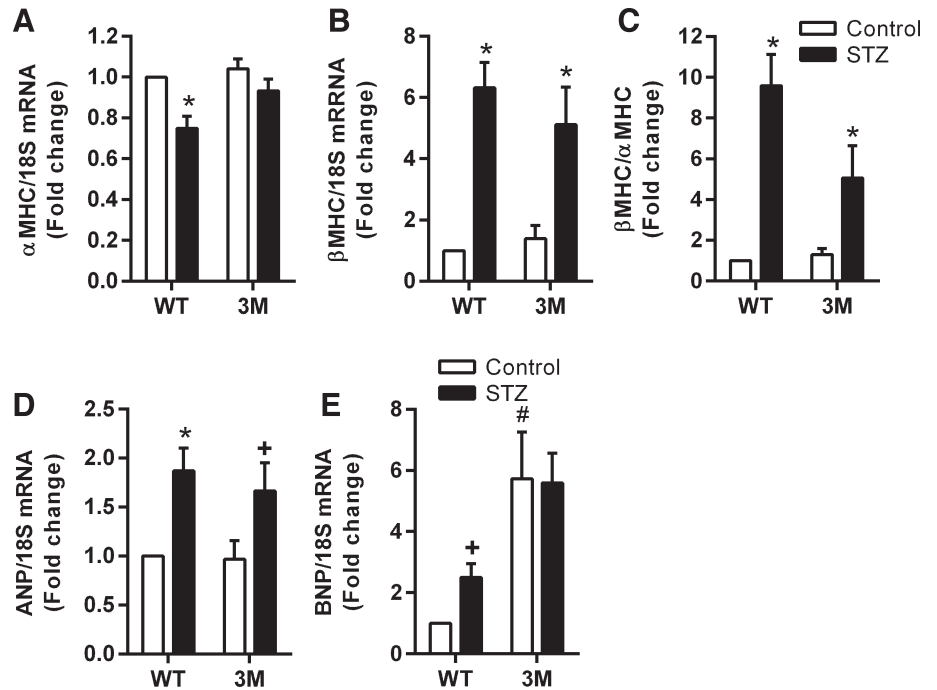 A
α MHC/18S mRNA
(Fold change)
1.2
1.0
0.8
0.6
0.4
0.2
0.0
*
WT
3M
B
βMHC/18S mRRNA
(Fold change)
8
6
4
2
0
*
*
WT
3M
C
Control
STZ
βMHC/α MHC
(Fold change)
12
10
8
6
4
2
0
*
*
WT
3M
D
ANP/18S mRNA
(Fold change)
2.5
2.0
1.5
1.0
0.5
0.0
*
+
WT
3M
E
Control
STZ
BNP/18S mRNA
(Fold change)
8
6
4
2
0
+
#
WT
3M